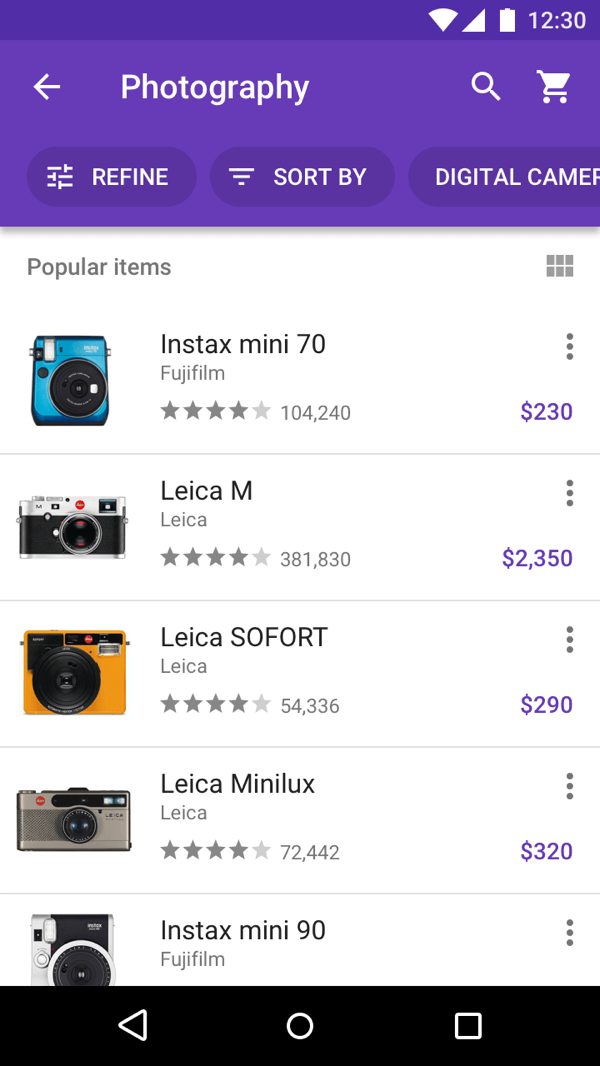 12:30
Photography
REFINE
SORT BY
DIGITAL CAMER
Popular items
Instax mini 70
Fujifilm
104,240
$230
Leica M
Leica
381,830
$2,350
Leica SOFORT
Leica
54,336
$290
Leica Minilux
Leica
72,442
$320
Instax mini 90
Fujifilm